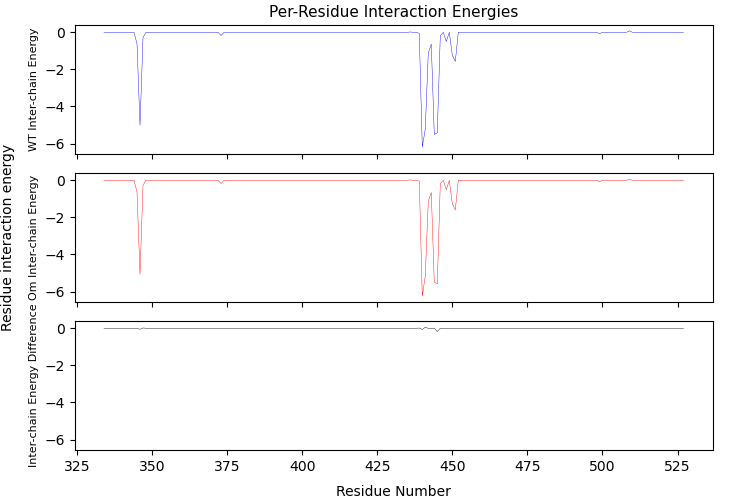 Per-Residue Interaction Energies
Residue interaction energy
WT Inter-chain Energy
0
−2
−4
−6
Om Inter-chain Energy
0
−2
−4
−6
Inter-chain Energy Difference
0
−2
−4
−6
325 350 375 400 425 450 475 500 525
Residue Number